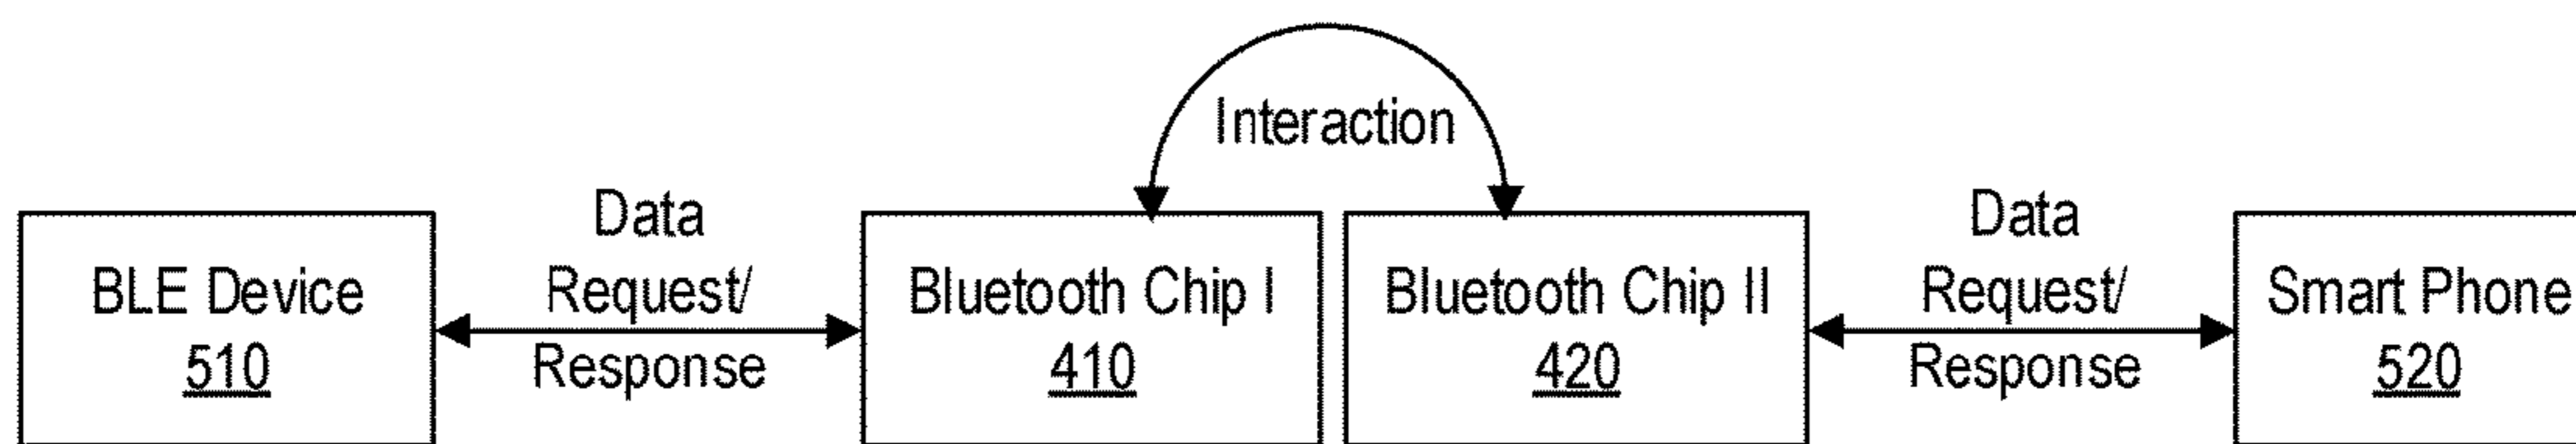 Interaction
BLE Device
510
Data
Request/
Response
Bluetooth Chip I
410
Bluetooth Chip II
420
Data
Request/
Response
Smart Phone
520